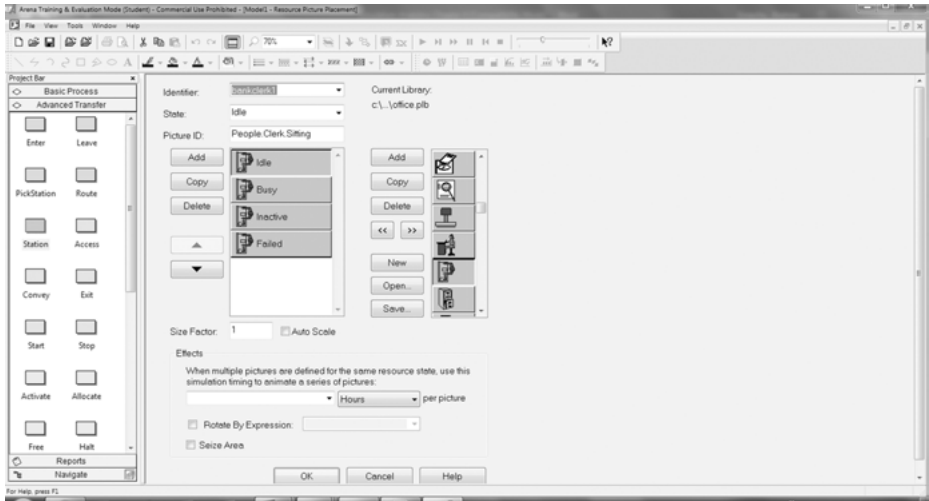 Arena Training & Evaluation Mode (Student) - Commercial Use Prohibited - [Model1 - Resource Picture Placement]
File View Tools Window Help
70%
Project Bar
Basic Process
Advanced Transfer
Enter Leave
PickStation Route
Station Access
Convey Exit
Start Stop
Activate Allocate
Free Halt
Reports
Navigate
Identifier: bankclerk1
Current Library:
c:\...\office.plb
State: Idle
Picture ID: People.Clerk.Sitting
Add
Copy
Delete
Idle
Busy
Inactive
Failed
Add
Copy
Delete
<< >>
New
Open...
Save...
Size Factor: 1 Auto Scale
Effects
When multiple pictures are defined for the same resource state, use this
simulation timing to animate a series of pictures:
Hours per picture
Rotate By Expression:
Seize Area
OK Cancel Help
For Help, press F1